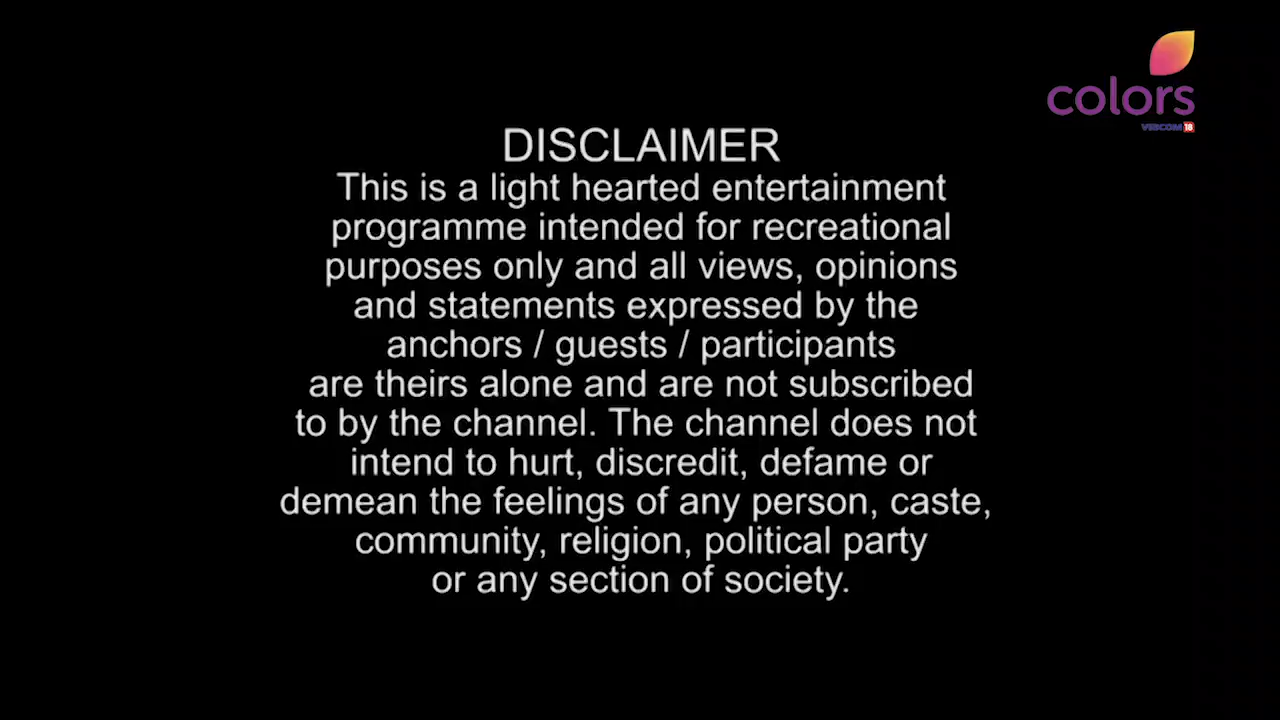 colors
VIACOM18
DISCLAIMER
This is a light hearted entertainment
programme intended for recreational
purposes only and all views, opinions
and statements expressed by the
anchors / guests / participants
are theirs alone and are not subscribed
to by the channel. The channel does not
intend to hurt, discredit, defame or
demean the feelings of any person, caste,
community, religion, political party
or any section of society.